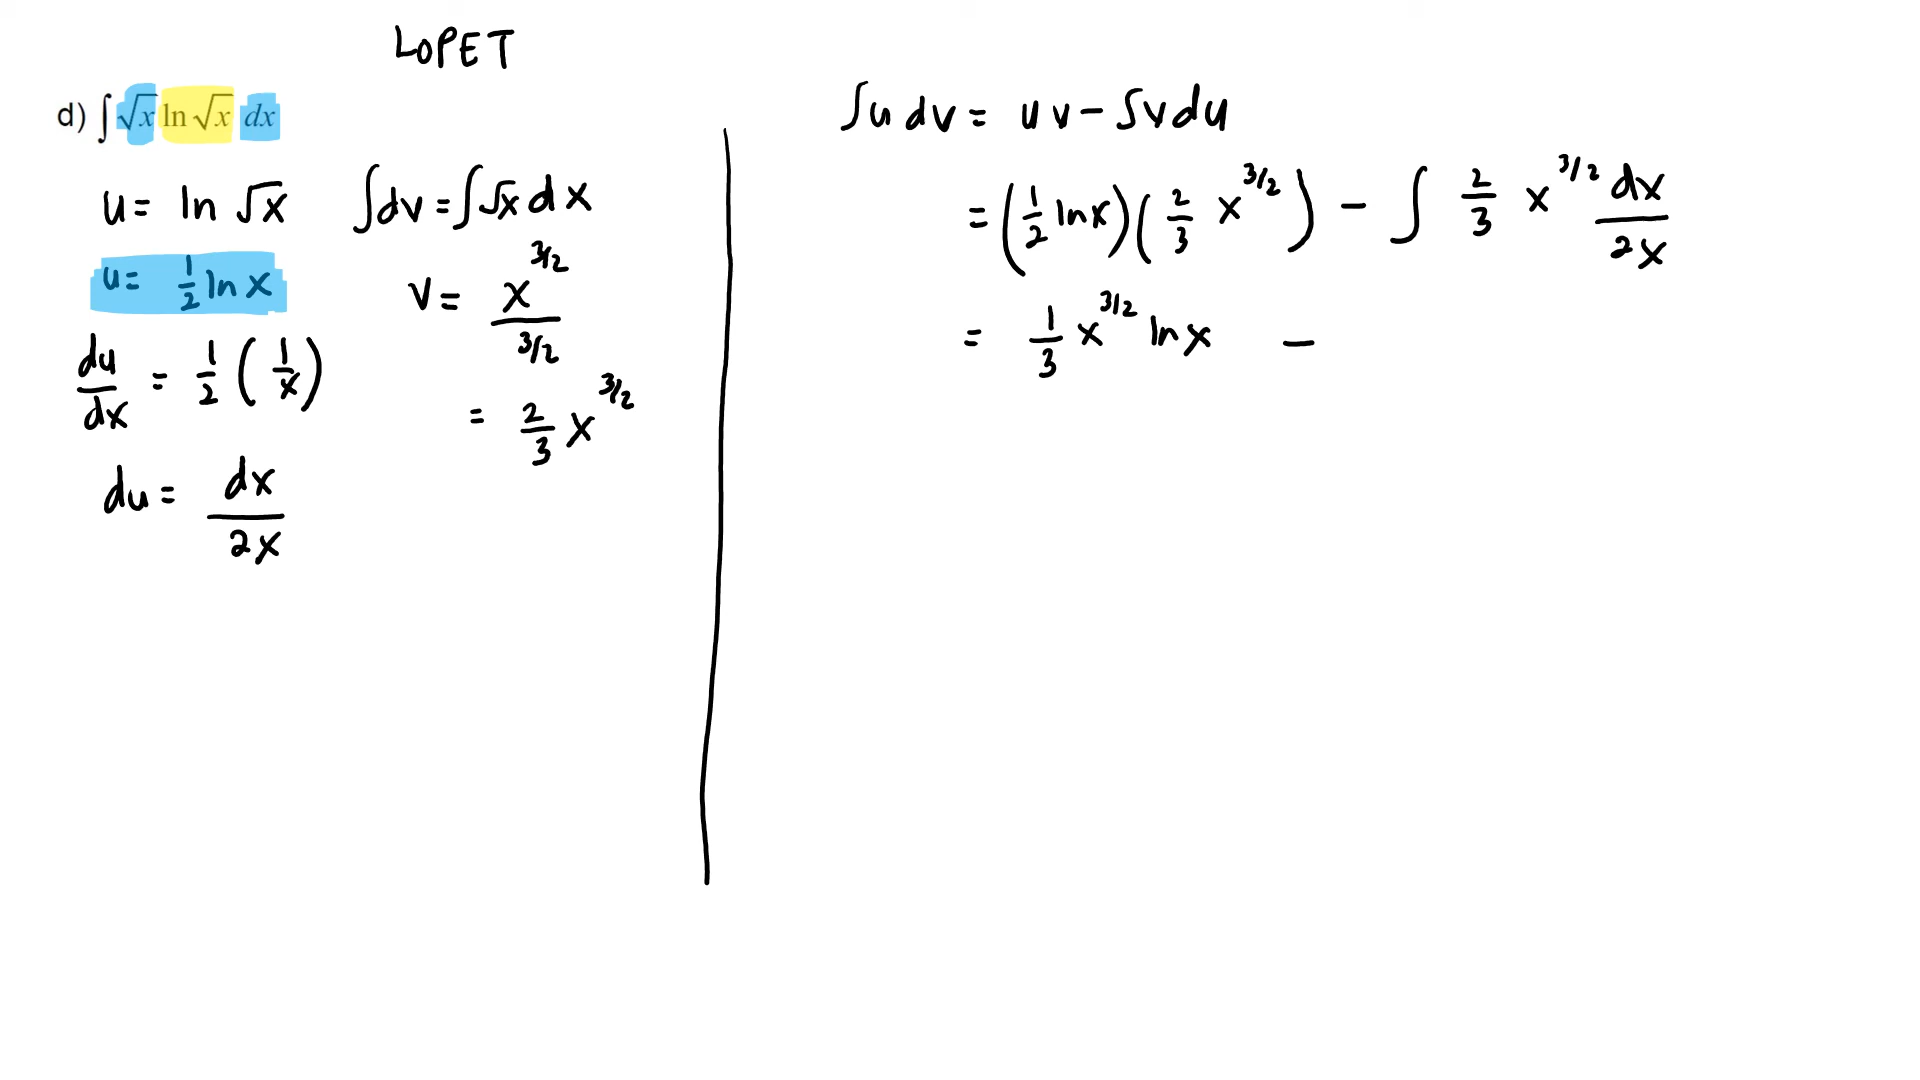 LOPET
d) ∫ √x ln √x dx
u = ln √x
u = 1/2 ln x
du/dx = 1/2 (1/x)
du = dx/2x
∫dv = ∫√x dx
v = x^3/2 / 3/2
= 2/3 x^3/2
∫u dv = uv - ∫v du
= (1/2 ln x)(2/3 x^3/2) - ∫ 2/3 x^3/2 dx/2x
= 1/3 x^3/2 ln x -